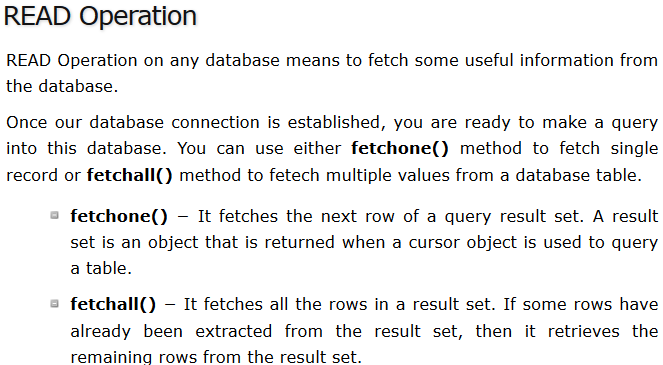 READ Operation
READ Operation on any database means to fetch some useful information from
the database.
Once our database connection is established, you are ready to make a query
into this database. You can use either fetchone() method to fetch single
record or fetchall() method to fetech multiple values from a database table.
fetchone() − It fetches the next row of a query result set. A result
set is an object that is returned when a cursor object is used to query
a table.
fetchall() − It fetches all the rows in a result set. If some rows have
already been extracted from the result set, then it retrieves the
remaining rows from the result set.